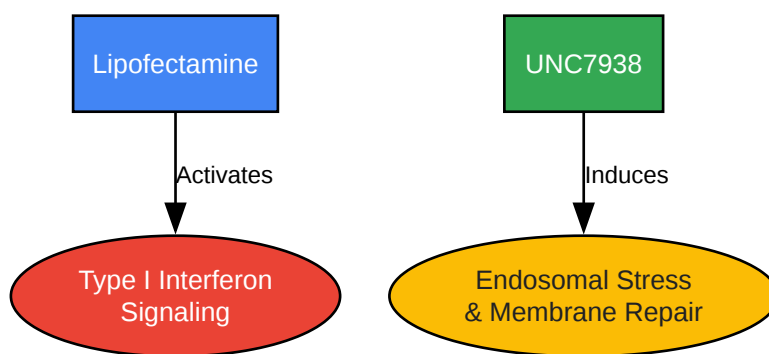 Lipofectamine
UNC7938
Activates
Induces
Type I Interferon
Signaling
Endosomal Stress
& Membrane Repair